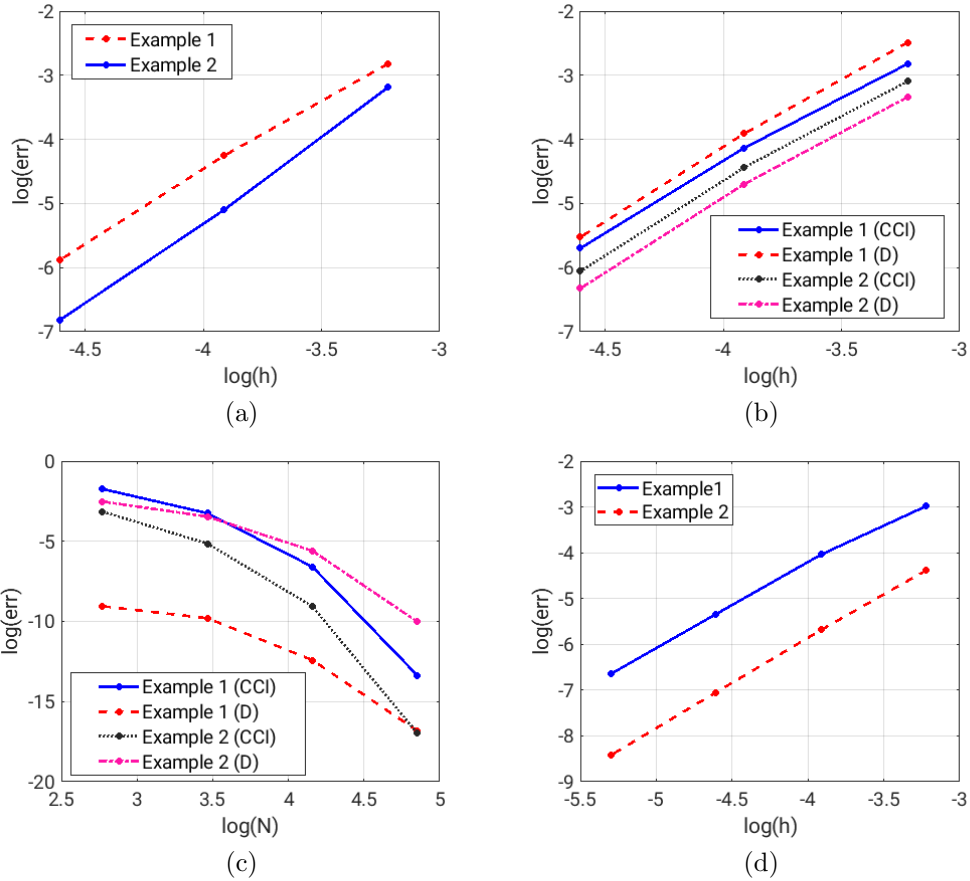 -2
-3
-4
-5
-6
-7
log(err)
Example 1
Example 2
-4.5 -4 -3.5 -3
log(h)
(a)
-2
-3
-4
-5
-6
-7
log(err)
Example 1 (CCI)
Example 1 (D)
Example 2 (CCI)
Example 2 (D)
-4.5 -4 -3.5 -3
log(h)
(b)
0
-5
-10
-15
-20
log(err)
Example 1 (CCI)
Example 1 (D)
Example 2 (CCI)
Example 2 (D)
2.5 3 3.5 4 4.5 5
log(N)
(c)
-2
-3
-4
-5
-6
-7
-8
-9
log(err)
Example1
Example 2
-5.5 -5 -4.5 -4 -3.5 -3
log(h)
(d)